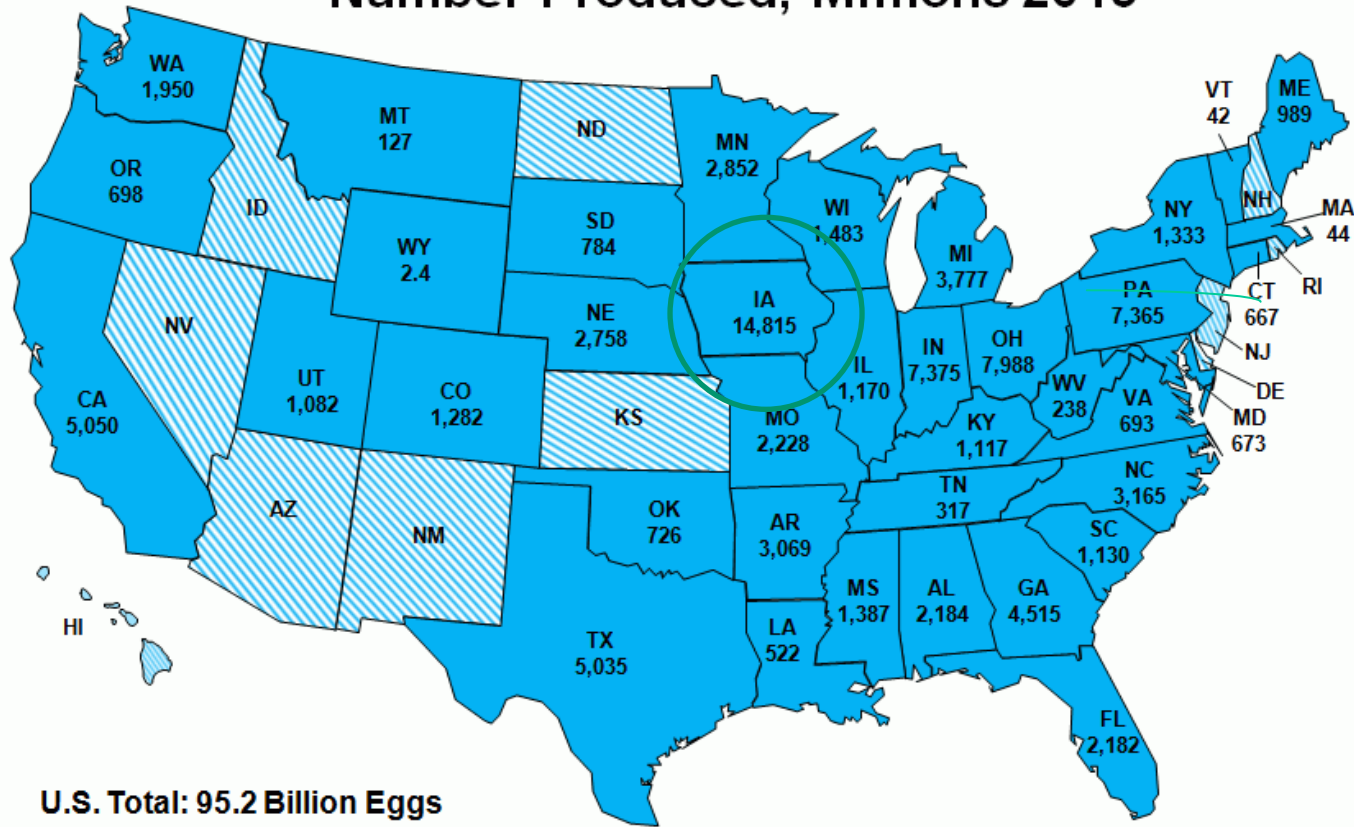 Number Produced, Millions 2013
WA
1,950
MT
127
ND
MN
2,852
VT
42
ME
989
OR
698
ID
WY
2.4
SD
784
WI
1,483
MI
3,777
NY
1,333
NH
MA
44
NV
NE
2,758
IA
14,815
PA
7,365
CT
667
RI
CA
5,050
UT
1,082
CO
1,282
KS
MO
2,228
IL
1,170
IN
7,375
OH
7,988
WV
238
VA
693
NJ
DE
MD
673
KY
1,117
AZ
NM
OK
726
AR
3,069
TN
317
NC
3,165
SC
1,130
HI
TX
5,035
LA
522
MS
1,387
AL
2,184
GA
4,515
FL
2,182
U.S. Total: 95.2 Billion Eggs